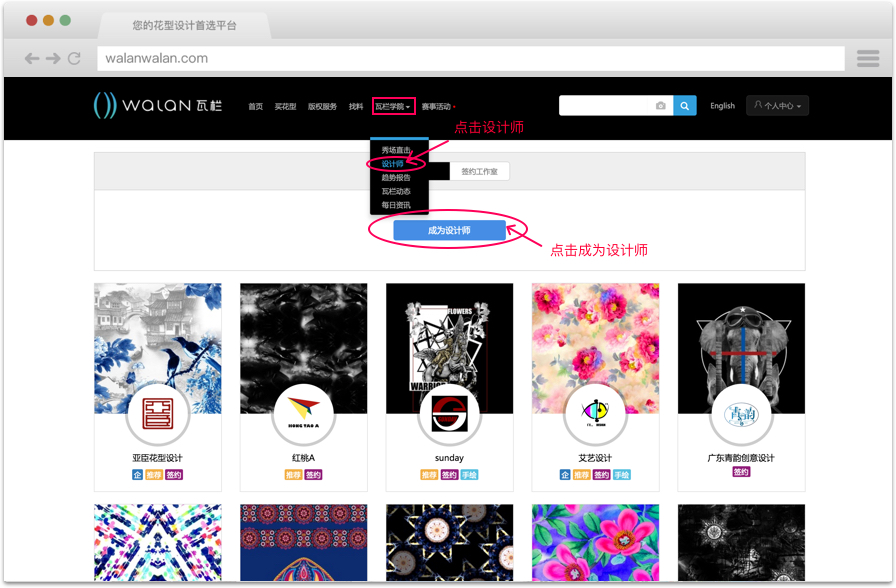 您的花型设计首选平台
walanwalan.com
WALAN 瓦栏
首页 买花型 版权服务 找料 瓦栏学院 赛事活动
English 个人中心
点击设计师
秀场直击
设计师
趋势报告
瓦栏动态
每日资讯
签约工作室
成为设计师
点击成为设计师
FLOWERS
WARRIO
HONG TAO A
亚臣花型设计
企 推荐 签约
红桃A
推荐 签约
sunday
推荐 签约 手绘
艾艺设计
企 推荐 签约 手绘
青韵
广东青韵创意设计
签约